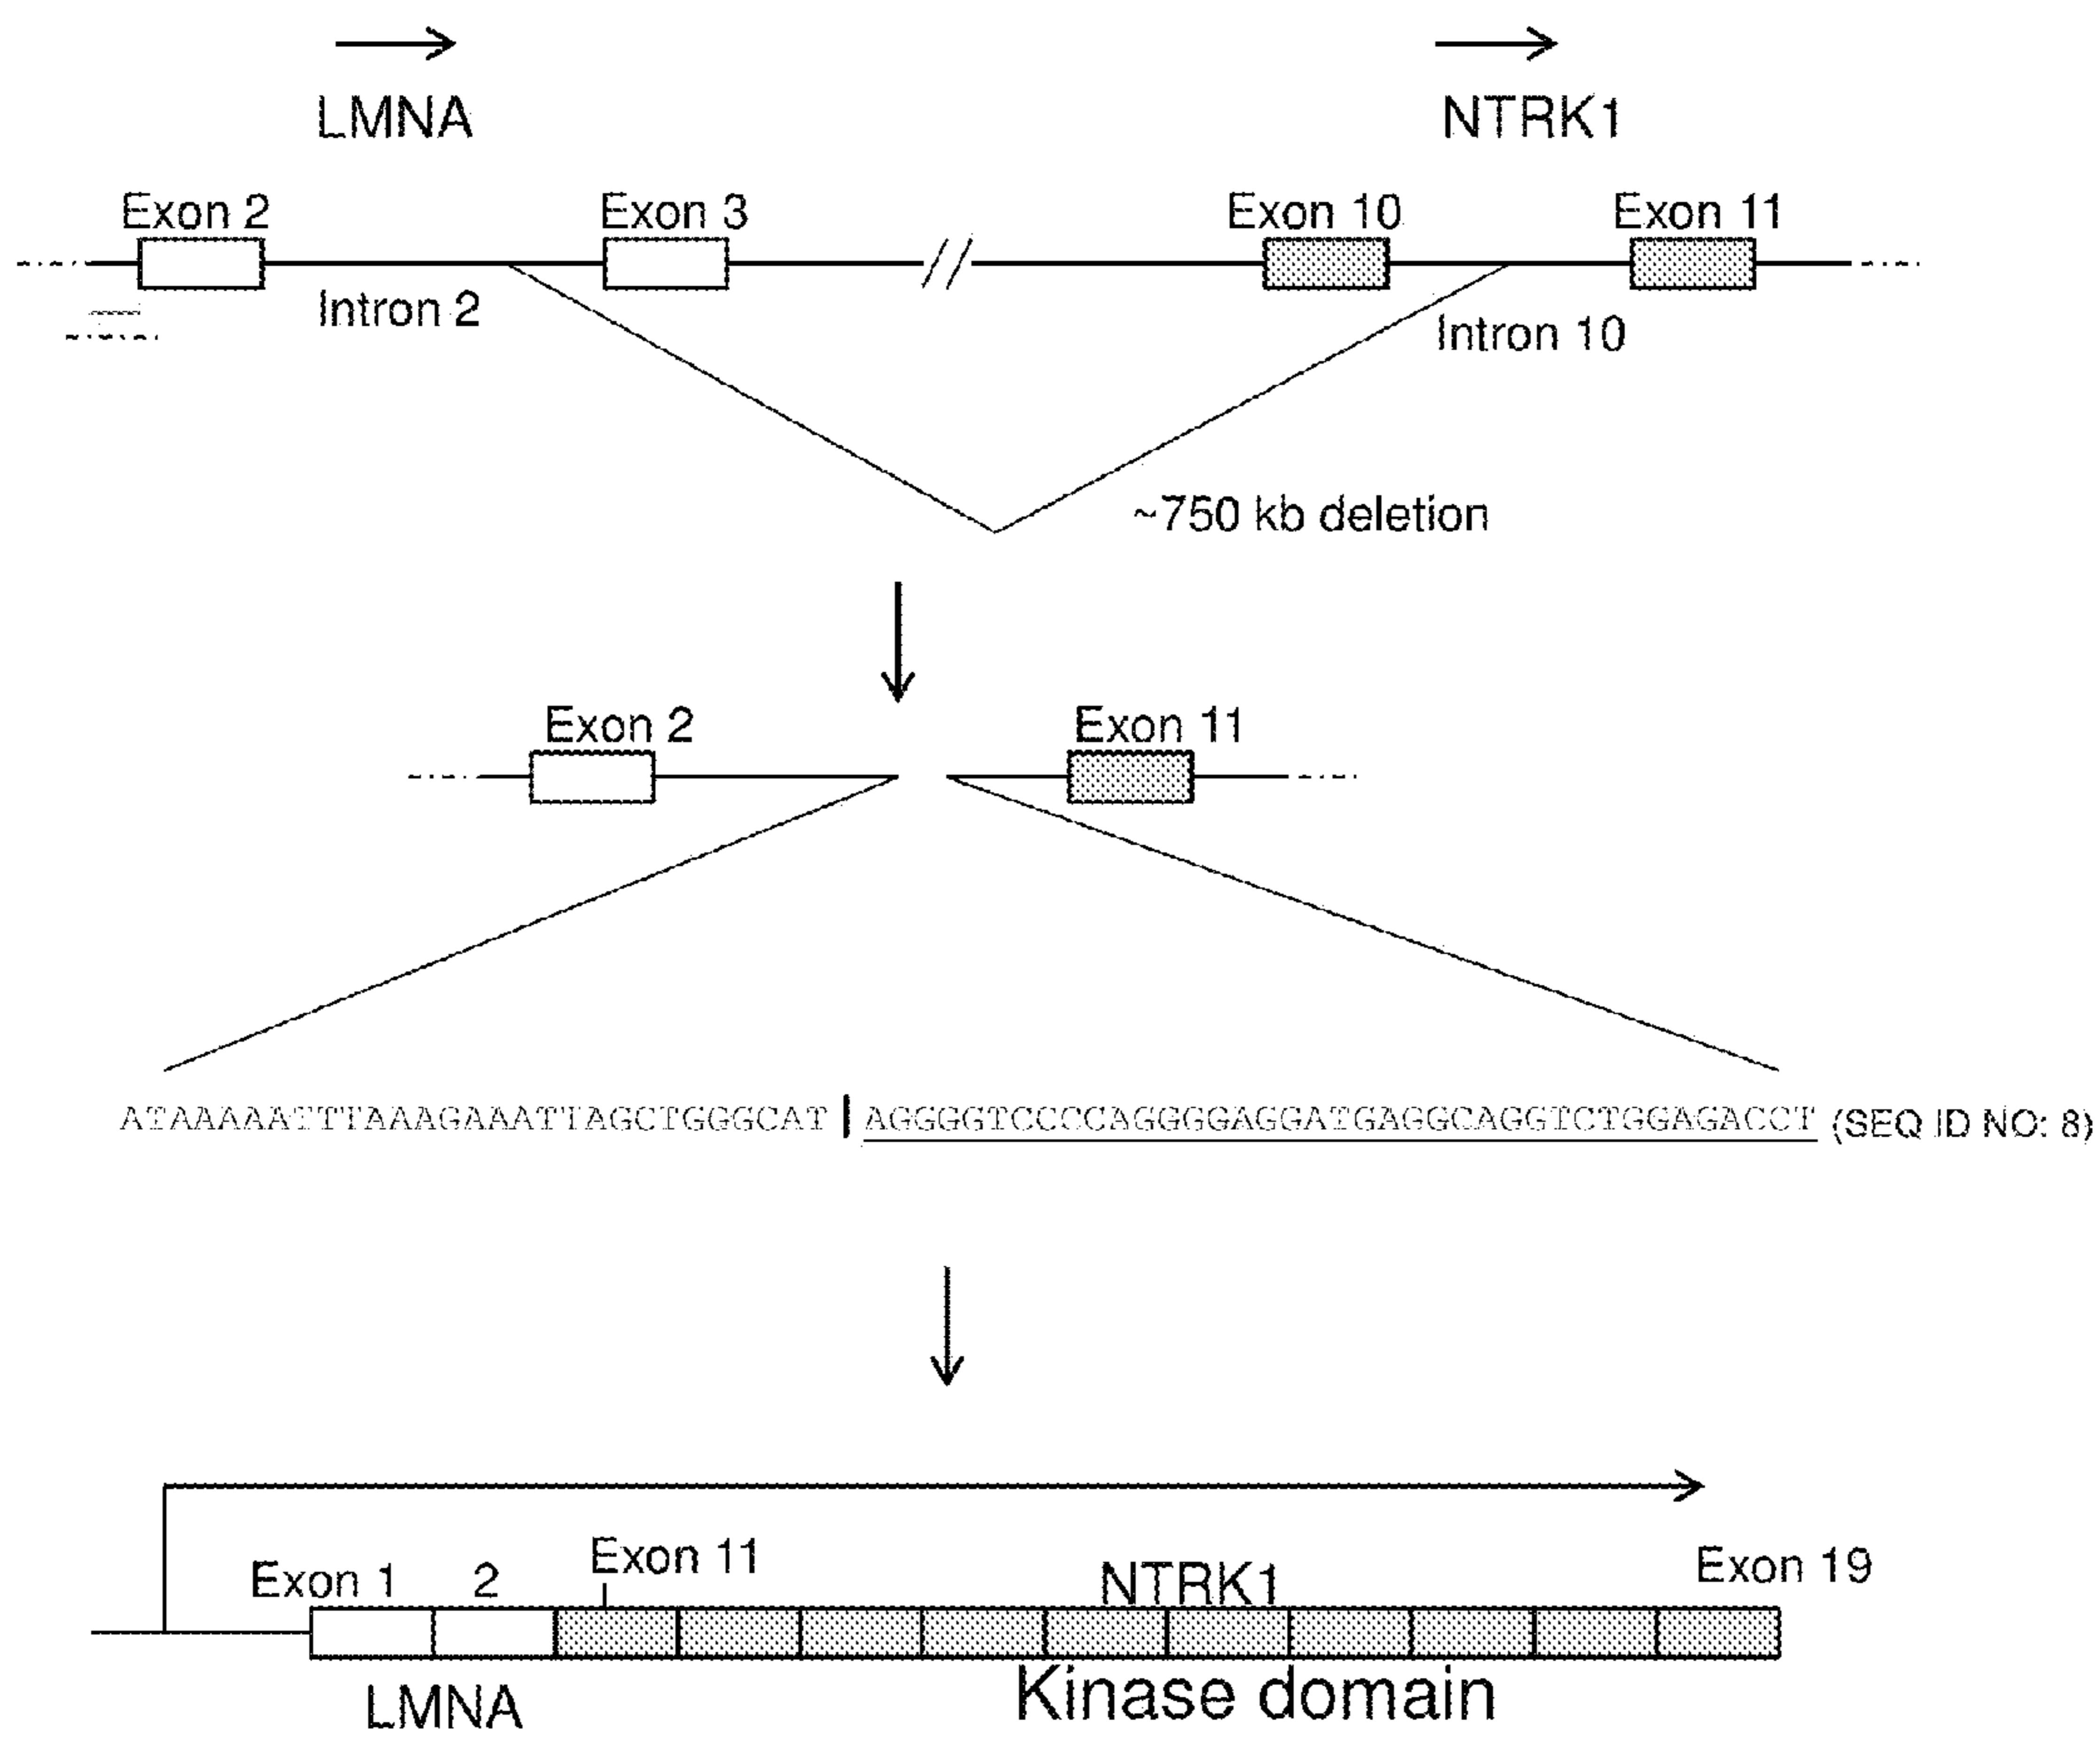 LMNA NTRK1
Exon 2 Exon 3 Exon 10 Exon 11
Intron 2 Intron 10
~750 kb deletion
Exon 2 Exon 11
ATAAAAATTTAAAGAAATTAGCTGGGCAT | AGGGGTCCCCAGGGGAGGATGAGGCAGGTCTGGAGACCT (SEQ ID NO: 8)
Exon 1 2 Exon 11 NTRK1 Exon 19
LMNA Kinase domain